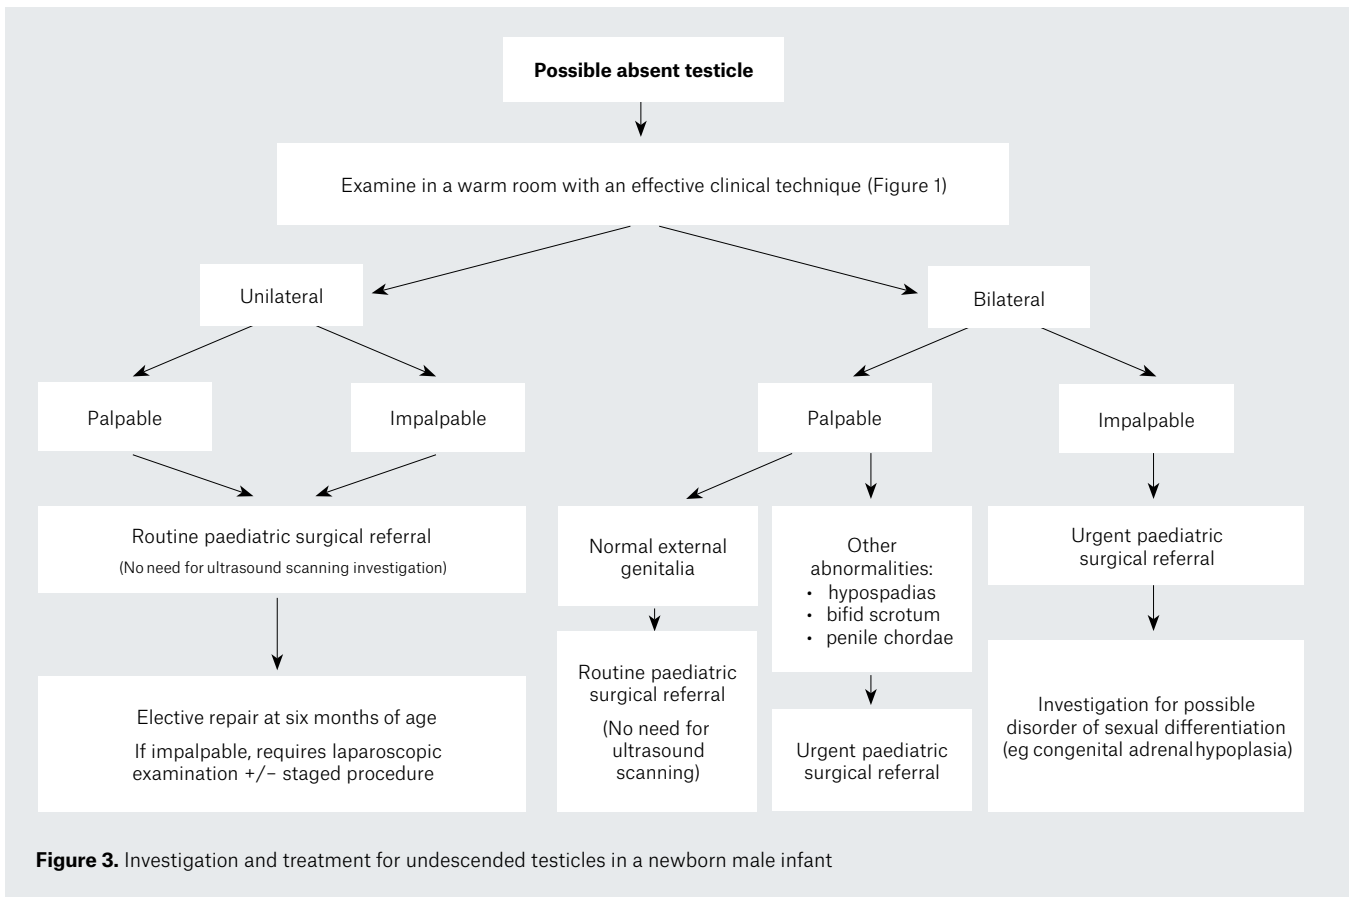 Possible absent testicle
Examine in a warm room with an effective clinical technique (Figure 1)
Unilateral
Bilateral
Palpable
Impalpable
Palpable
Impalpable
Routine paediatric surgical referral
(No need for ultrasound scanning investigation)
Normal external
genitalia
Other
abnormalities:
• hypospadias
• bifid scrotum
• penile chordae
Urgent paediatric
surgical referral
Elective repair at six months of age
If impalpable, requires laparoscopic
examination +/– staged procedure
Routine paediatric
surgical referral
(No need for
ultrasound
scanning)
Urgent paediatric
surgical referral
Investigation for possible
disorder of sexual differentiation
(eg congenital adrenal hypoplasia)
Figure 3. Investigation and treatment for undescended testicles in a newborn male infant